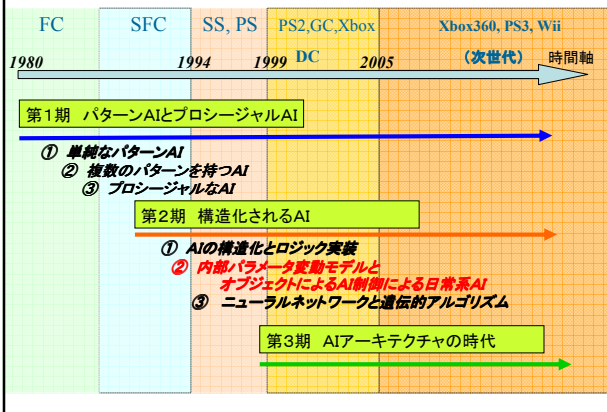 FC SFC SS, PS PS2,GC,Xbox Xbox360, PS3, Wii
1980 1994 1999 DC 2005 (次世代) 時間軸
第1期 パターンAIとプロシージャルAI
① 単純なパターンAI
② 複数のパターンを持つAI
③ プロシージャルなAI
第2期 構造化されるAI
① AIの構造化とロジック実装
② 内部パラメータ変動モデルと
オブジェクトによるAI制御による日常系AI
③ ニューラルネットワークと遺伝的アルゴリズム
第3期 AIアーキテクチャの時代